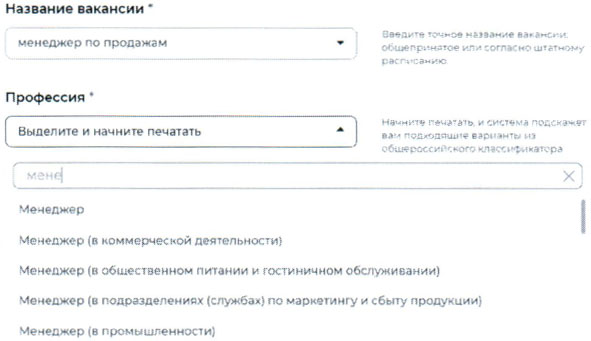 Название вакансии *
менеджер по продажам
Введите точное название вакансии:
общепринятое или согласно штатному
расписанию
Профессия *
Выделите и начните печатать
Начните печатать, и система подскажет
вам подходящие варианты из
общероссийского классификатора
мене
Менеджер
Менеджер (в коммерческой деятельности)
Менеджер (в общественном питании и гостиничном обслуживании)
Менеджер (в подразделениях (службах) по маркетингу и сбыту продукции)
Менеджер (в промышленности)